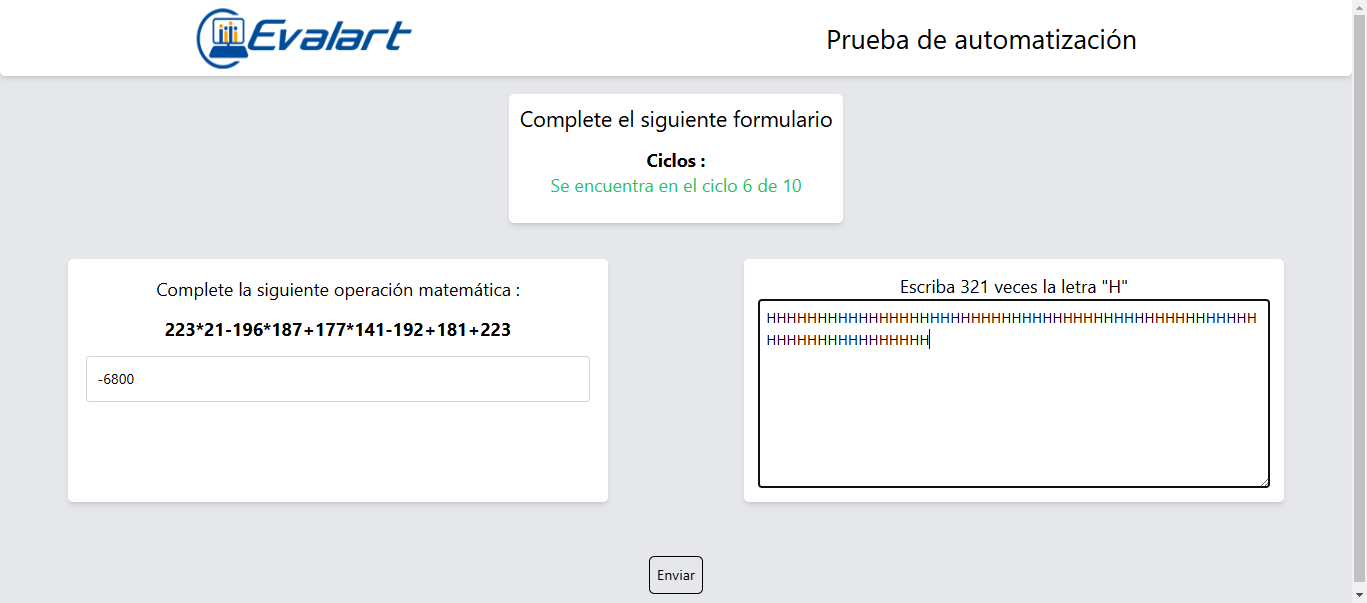 Evalart
Prueba de automatización
Complete el siguiente formulario
Ciclos :
Se encuentra en el ciclo 6 de 10
Complete la siguiente operación matemática :
223*21-196*187+177*141-192+181+223
-6800
Escriba 321 veces la letra "H"
HHHHHHHHHHHHHHHHHHHHHHHHHHHHHHHHHHHHHHHHHHHHHHHH
HHHHHHHHHHHHHHHH
Enviar